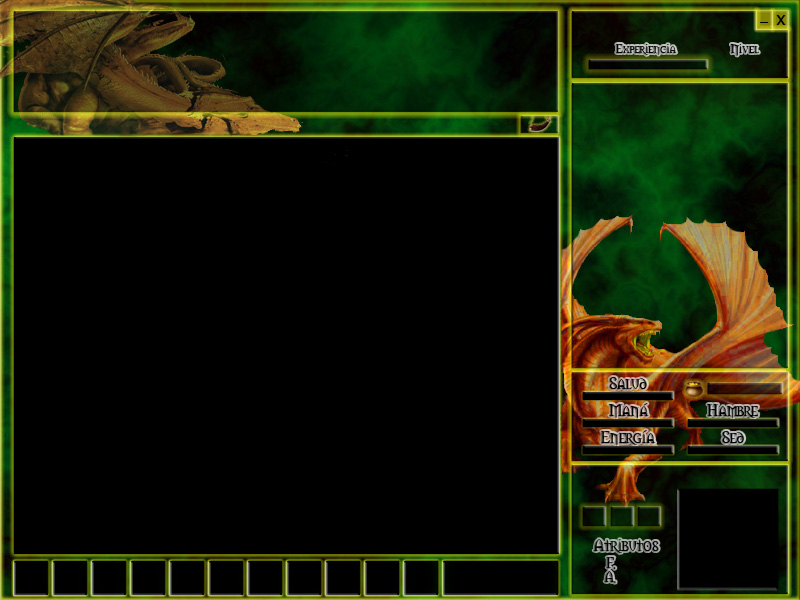 _ X
Experiencia Nivel
Salud
Maná Hambre
Energía Sed
Atributos
F.
A.